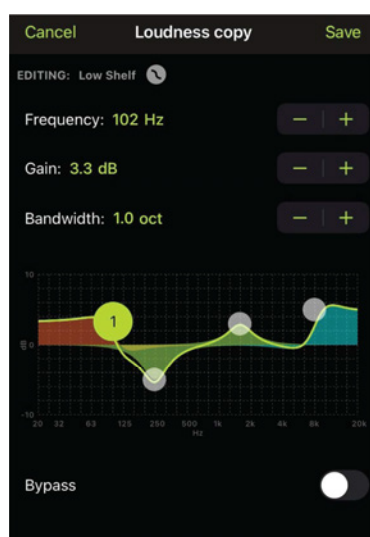 Cancel Loudness copy Save
EDITING: Low Shelf
Frequency: 102 Hz − +
Gain: 3.3 dB − +
Bandwidth: 1.0 oct − +
10
1
dB 0
-10
20 32 63 125 250 500 1k 2k 4k 8k 20k
Hz
Bypass